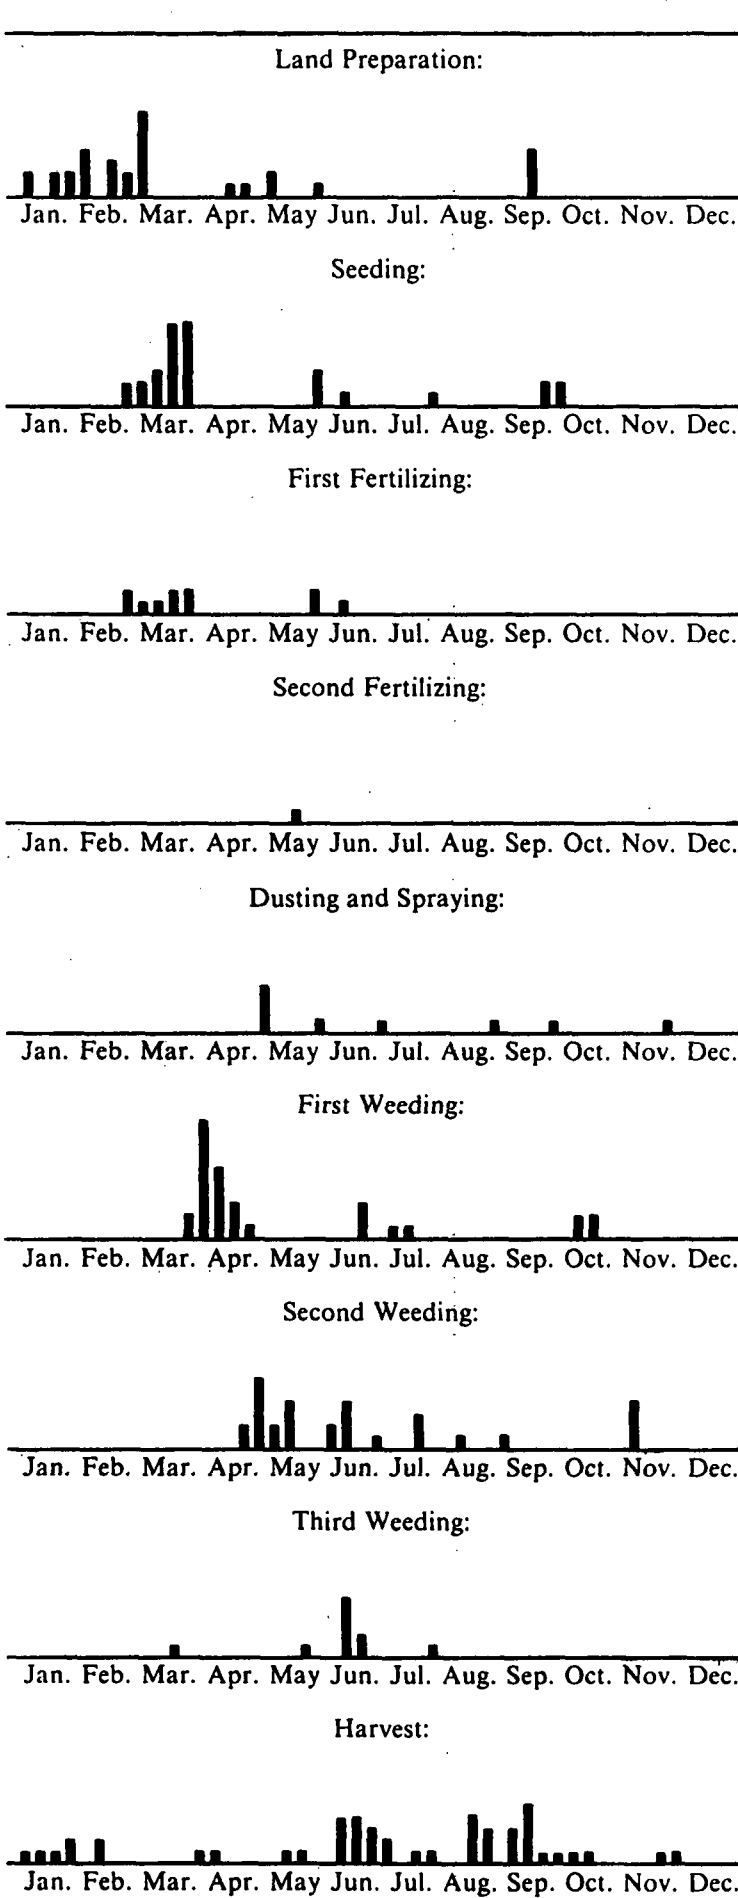 Land Preparation:
Jan. Feb. Mar. Apr. May Jun. Jul. Aug. Sep. Oct. Nov. Dec.
Seeding:
Jan. Feb. Mar. Apr. May Jun. Jul. Aug. Sep. Oct. Nov. Dec.
First Fertilizing:
Jan. Feb. Mar. Apr. May Jun. Jul. Aug. Sep. Oct. Nov. Dec.
Second Fertilizing:
Jan. Feb. Mar. Apr. May Jun. Jul. Aug. Sep. Oct. Nov. Dec.
Dusting and Spraying:
Jan. Feb. Mar. Apr. May Jun. Jul. Aug. Sep. Oct. Nov. Dec.
First Weeding:
Jan. Feb. Mar. Apr. May Jun. Jul. Aug. Sep. Oct. Nov. Dec.
Second Weeding:
Jan. Feb. Mar. Apr. May Jun. Jul. Aug. Sep. Oct. Nov. Dec.
Third Weeding:
Jan. Feb. Mar. Apr. May Jun. Jul. Aug. Sep. Oct. Nov. Dec.
Harvest:
Jan. Feb. Mar. Apr. May Jun. Jul. Aug. Sep. Oct. Nov. Dec.